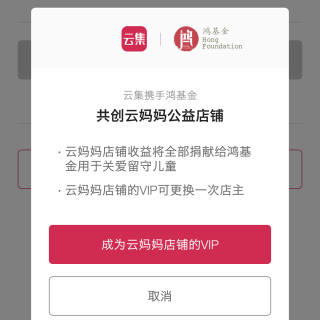 云集
鸿基金
Hong
Foundation
云集携手鸿基金
共创云妈妈公益店铺
· 云妈妈店铺收益将全部捐献给鸿基
金用于关爱留守儿童
· 云妈妈店铺的VIP可更换一次店主
成为云妈妈店铺的VIP
取消